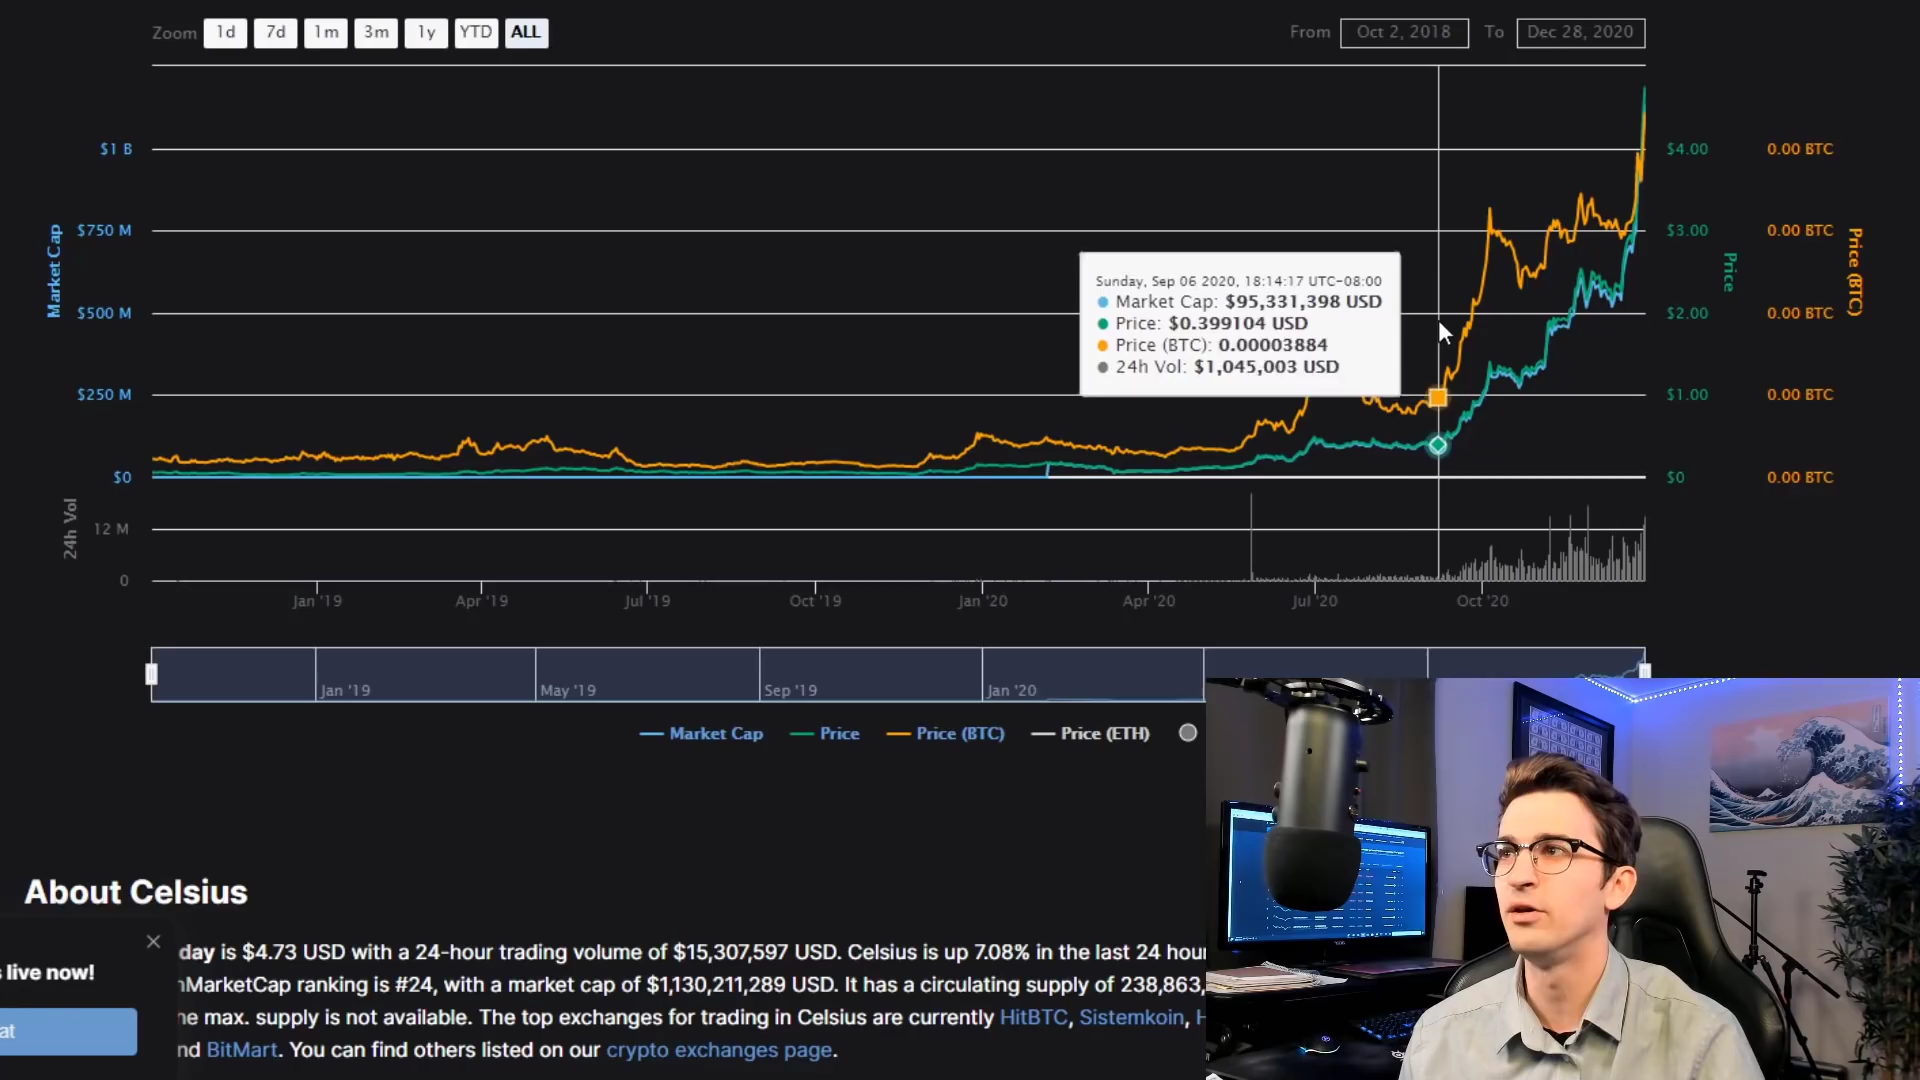 Zoom 1d 7d 1m 3m 1y YTD ALL From Oct 2, 2018 To Dec 28, 2020
$1 B $4.00 0.00 BTC
$750 M $3.00 0.00 BTC
Market Cap
Price
Price (BTC)
Sunday, Sep 06 2020, 18:14:17 UTC-08:00
Market Cap: $95,331,398 USD
Price: $0.399104 USD
Price (BTC): 0.00003884
24h Vol: $1,045,003 USD
$500 M $2.00 0.00 BTC
$250 M $1.00 0.00 BTC
$0 $0 0.00 BTC
24h Vol
12 M
0
Jan '19 Apr '19 Jul '19 Oct '19 Jan '20 Apr '20 Jul '20 Oct '20
Jan '19 May '19 Sep '19 Jan '20
Market Cap Price Price (BTC) Price (ETH)
About Celsius
day is $4.73 USD with a 24-hour trading volume of $15,307,597 USD. Celsius is up 7.08% in the last 24 hour
s live now!
MarketCap ranking is #24, with a market cap of $1,130,211,289 USD. It has a circulating supply of 238,863,
at
e max. supply is not available. The top exchanges for trading in Celsius are currently HitBTC, Sistemkoin, H
nd BitMart. You can find others listed on our crypto exchanges page.